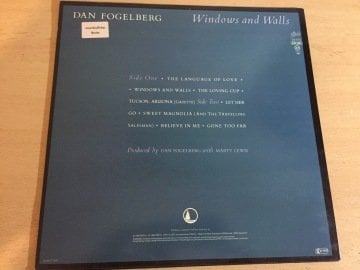 DAN FOGELBERG
Windows and Walls
Side One • THE LANGUAGE OF LOVE •
• WINDOWS AND WALLS • THE LOVING CUP •
TUCSON, ARIZONA (GAZETTE) Side Two • LET HER
GO • SWEET MAGNOLIA (AND THE TRAVELLING
SALESMAN) • BELIEVE IN ME • GONE TOO FAR
Produced by DAN FOGELBERG with MARTY LEWIS